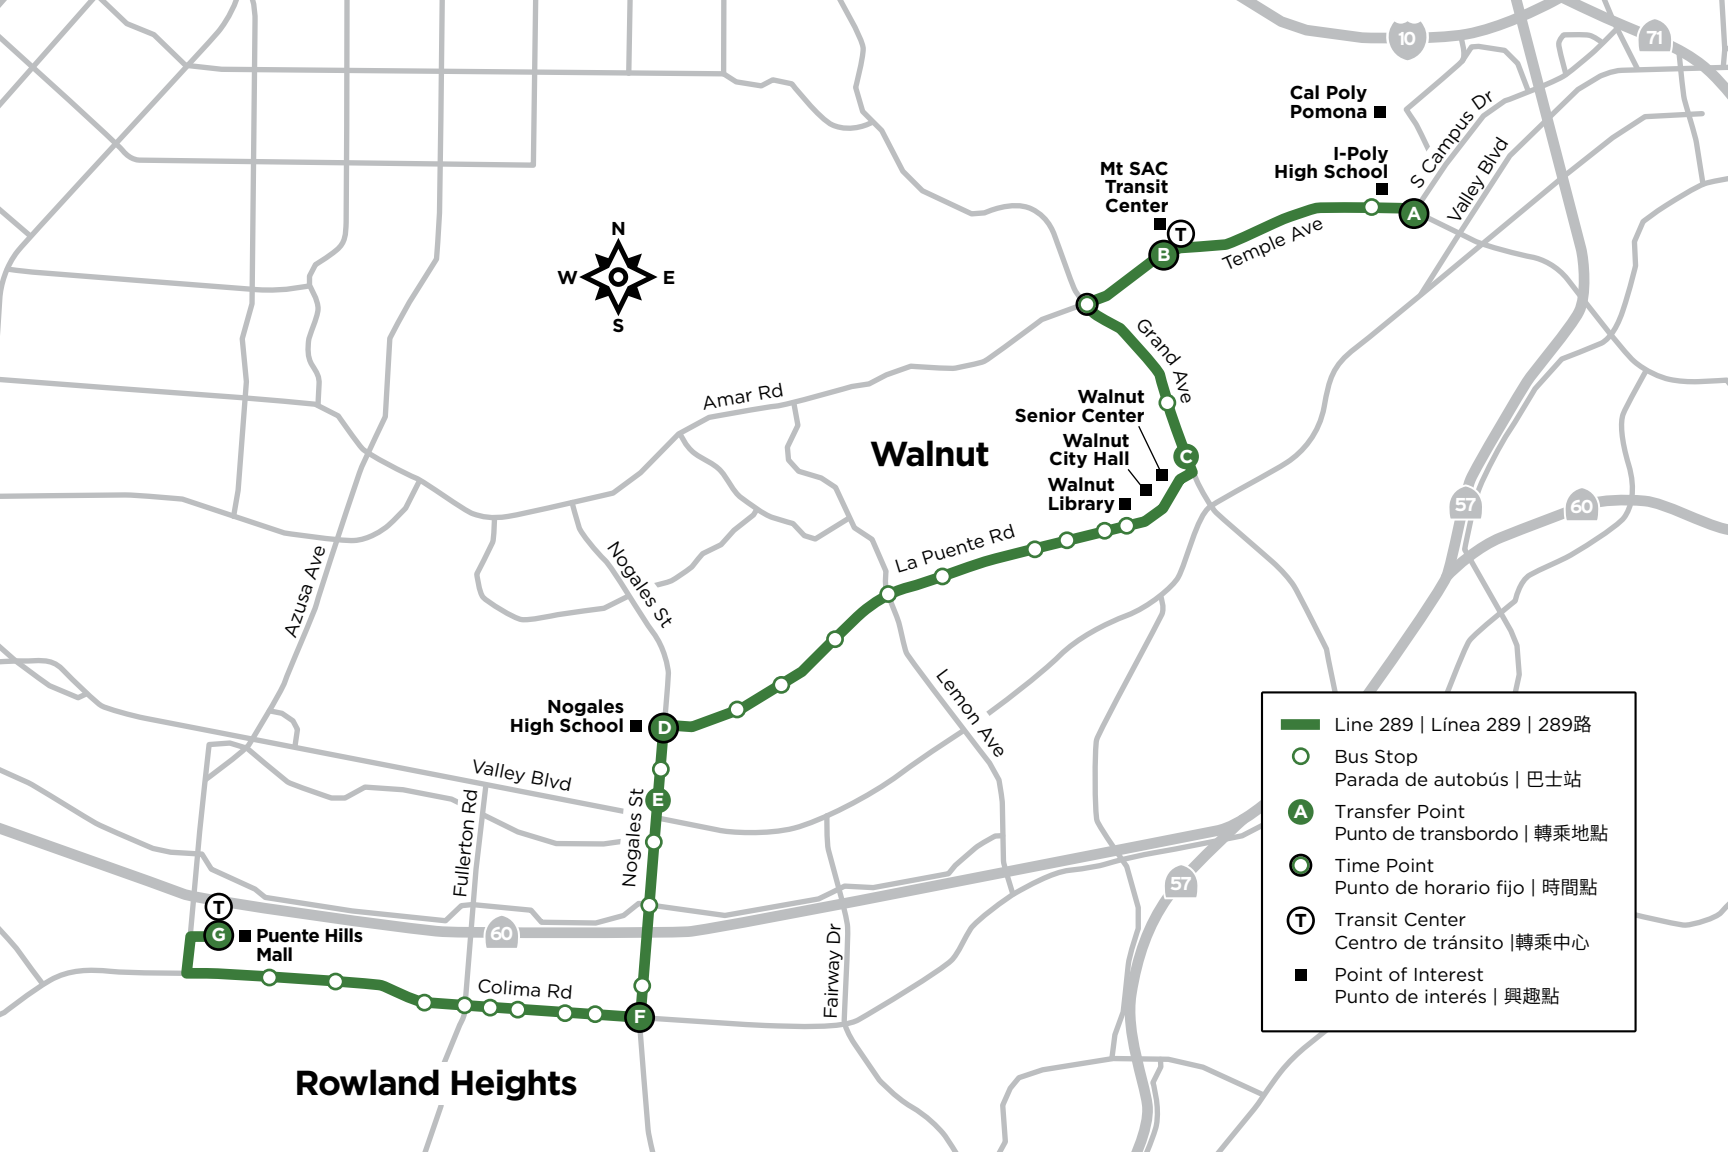 10
71
Cal Poly
Pomona
S Campus Dr
Valley Blvd
I-Poly
High School
A
Mt SAC
Transit
Center
T
B
Temple Ave
N
W
E
S
Grand Ave
Amar Rd
Walnut
Walnut
Senior Center
Walnut
City Hall
Walnut
Library
C
57
60
La Puente Rd
Azusa Ave
Nogales St
Lemon Ave
Nogales
High School
D
Valley Blvd
Fullerton Rd
Nogales St
E
57
T
G
Puente Hills
Mall
60
Colima Rd
F
Fairway Dr
Rowland Heights
Line 289 | Línea 289 | 289路
Bus Stop
Parada de autobús | 巴士站
A
Transfer Point
Punto de transbordo | 轉乘地點
Time Point
Punto de horario fijo | 時間點
T
Transit Center
Centro de tránsito |轉乘中心
Point of Interest
Punto de interés | 興趣點